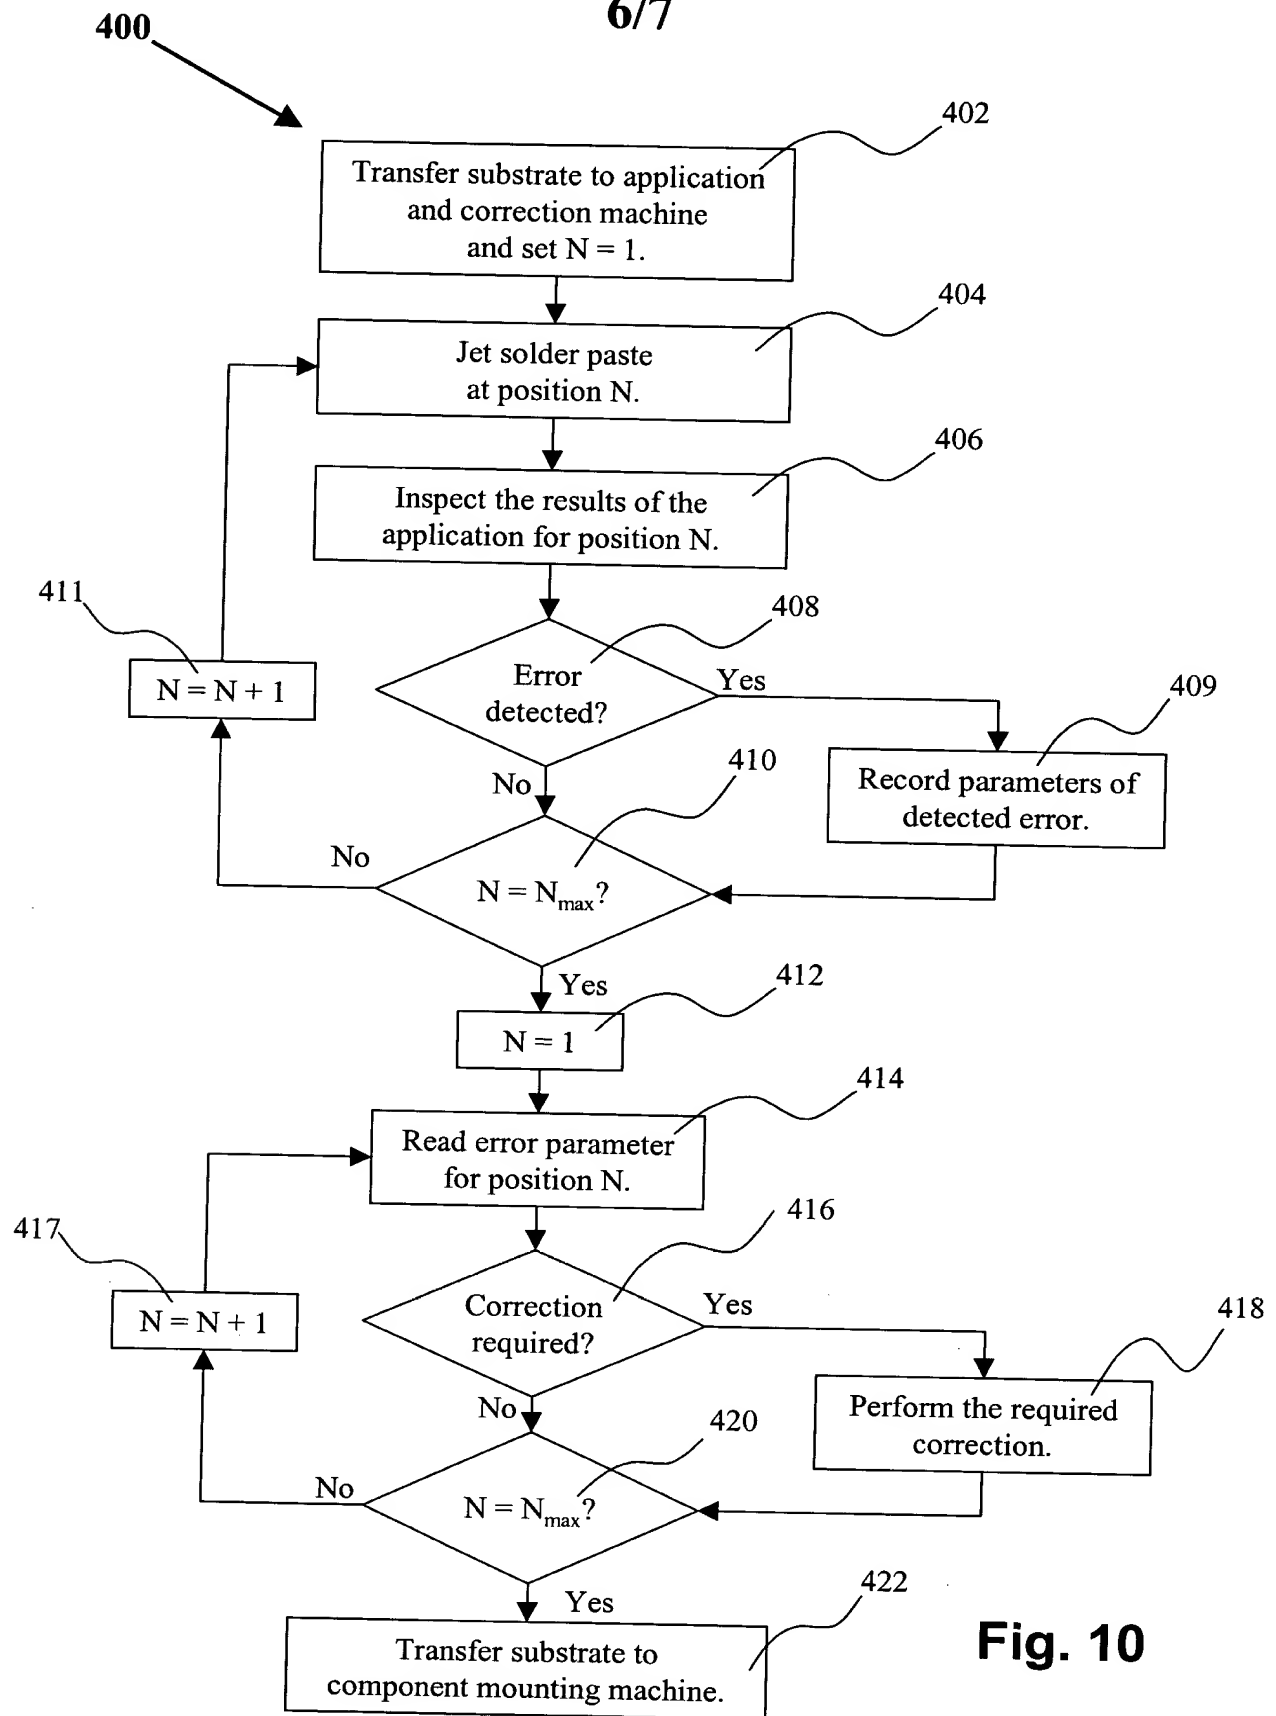 6/7
400
402
Transfer substrate to application
and correction machine
and set N = 1.
404
Jet solder paste
at position N.
406
Inspect the results of the
application for position N.
411
N = N + 1
408
Error
detected?
Yes
409
Record parameters of
detected error.
No
410
N = Nmax?
No
Yes
412
N = 1
414
Read error parameter
for position N.
416
417
N = N + 1
Correction
required?
Yes
418
Perform the required
correction.
No
420
N = Nmax?
No
Yes
422
Transfer substrate to
component mounting machine.
Fig. 10